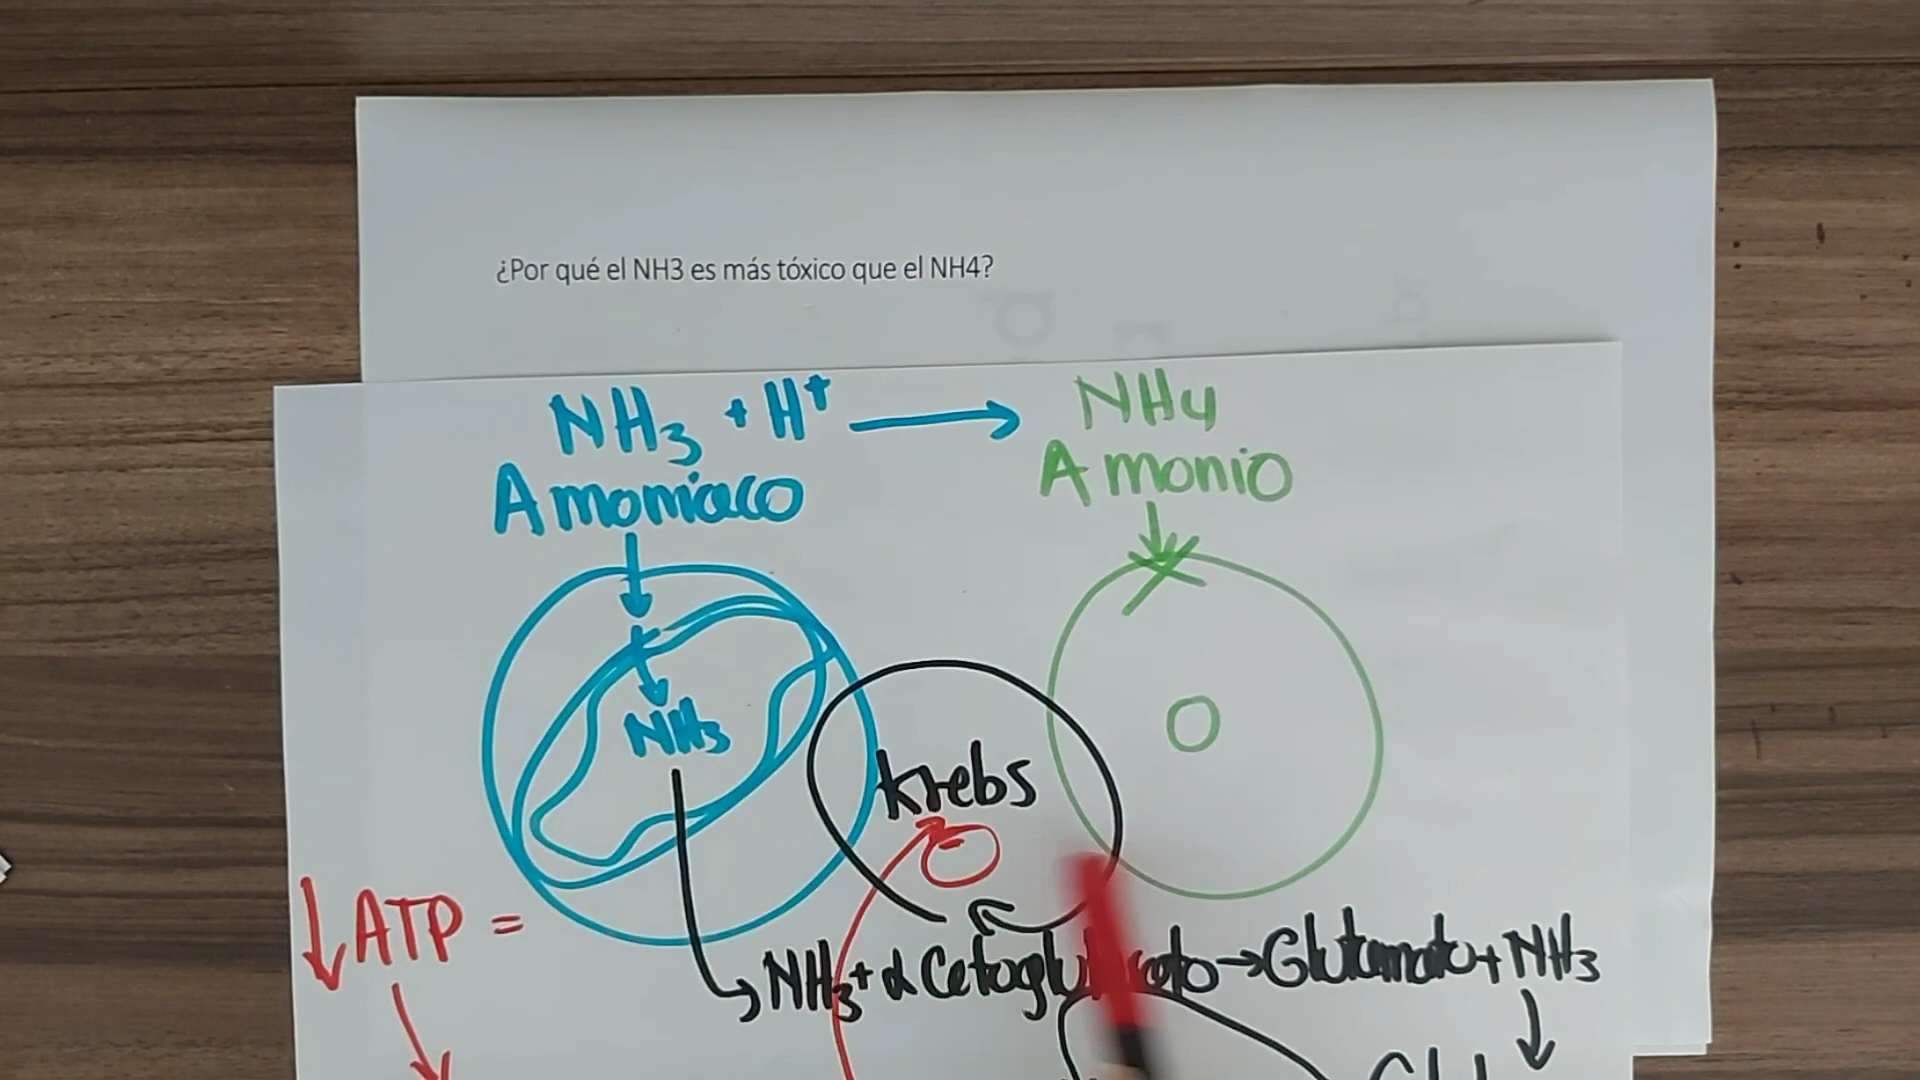 ¿Por qué el NH3 es más tóxico que el NH4?
NH3 + H+ → NH4
Amoniaco Amonio
NH3
Krebs
↓ATP =
NH3 + α Cetoglutarato → Glutamato + NH3